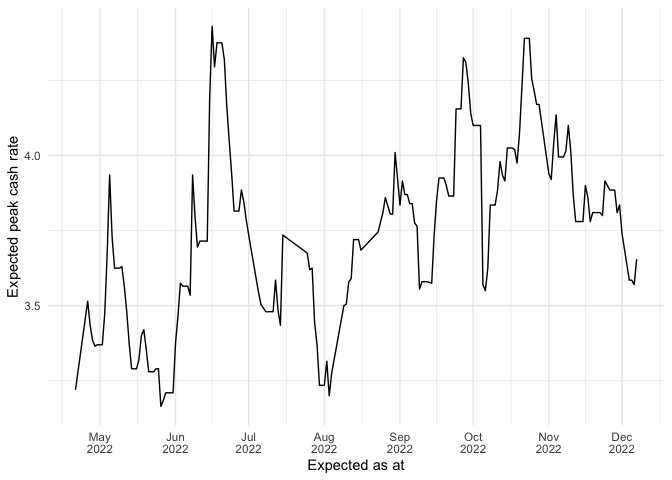 Expected peak cash rate
4.0
3.5
May Jun Jul Aug Sep Oct Nov Dec
2022 2022 2022 2022 2022 2022 2022 2022
Expected as at